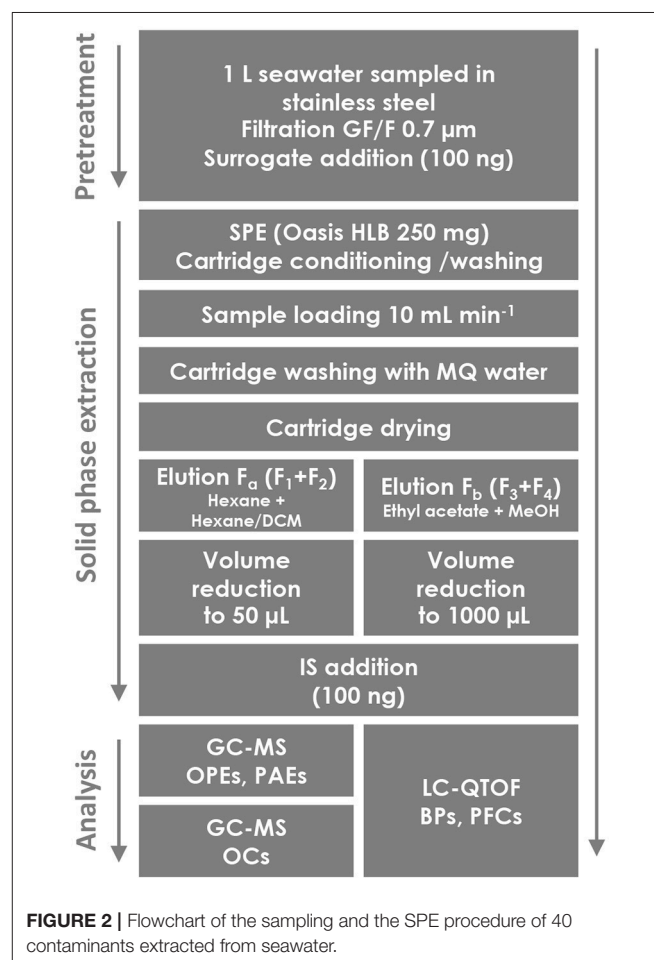 Pretreatment
1 L seawater sampled in
stainless steel
Filtration GF/F 0.7 µm
Surrogate addition (100 ng)
Solid phase extraction
SPE (Oasis HLB 250 mg)
Cartridge conditioning /washing
Sample loading 10 mL min⁻¹
Cartridge washing with MQ water
Cartridge drying
Elution Fₐ (F₁+F₂)
Hexane +
Hexane/DCM
Elution F_b (F₃+F₄)
Ethyl acetate + MeOH
Volume
reduction
to 50 µL
Volume
reduction
to 1000 µL
IS addition
(100 ng)
Analysis
GC-MS
OPEs, PAEs
GC-MS
OCs
LC-QTOF
BPs, PFCs
FIGURE 2 | Flowchart of the sampling and the SPE procedure of 40
contaminants extracted from seawater.